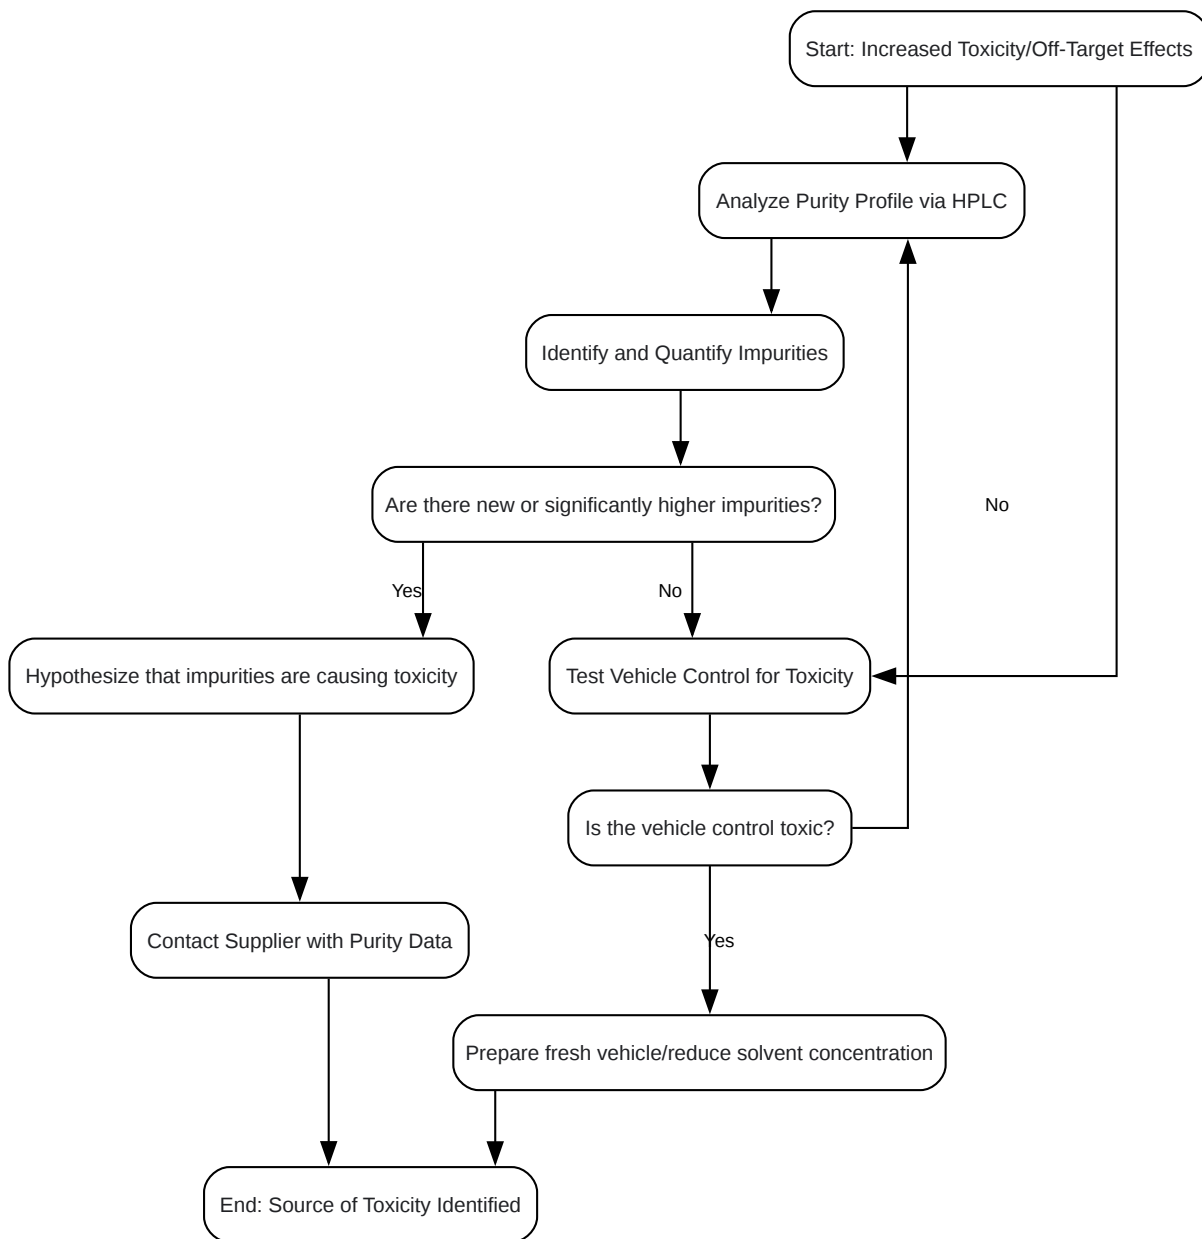 Start: Increased Toxicity/Off-Target Effects
Analyze Purity Profile via HPLC
Identify and Quantify Impurities
Are there new or significantly higher impurities?
No
Yes
No
Hypothesize that impurities are causing toxicity
Test Vehicle Control for Toxicity
Is the vehicle control toxic?
Contact Supplier with Purity Data
Yes
Prepare fresh vehicle/reduce solvent concentration
End: Source of Toxicity Identified